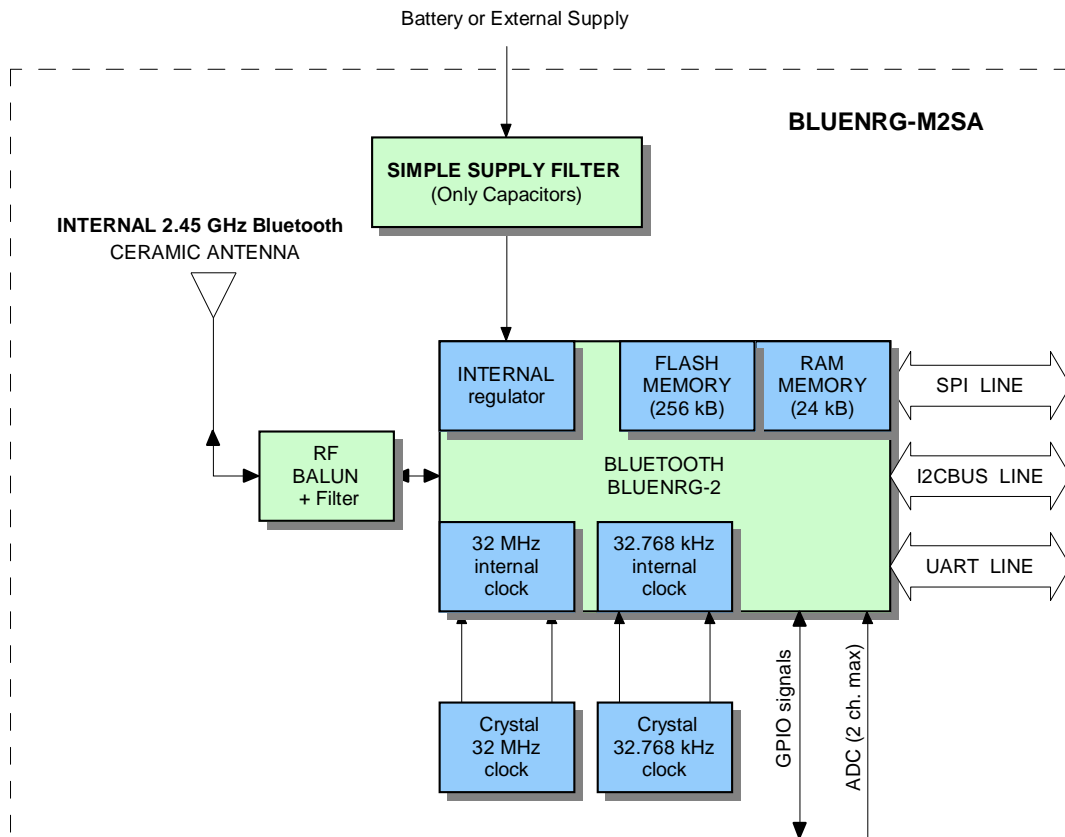 Battery or External Supply
BLUENRG-M2SA
SIMPLE SUPPLY FILTER
(Only Capacitors)
INTERNAL 2.45 GHz Bluetooth
CERAMIC ANTENNA
INTERNAL
regulator
FLASH
MEMORY
(256 kB)
RAM
MEMORY
(24 kB)
SPI LINE
RF
BALUN
+ Filter
BLUETOOTH
BLUENRG-2
I2CBUS LINE
32 MHz
internal
clock
32.768 kHz
internal
clock
UART LINE
Crystal
32 MHz
clock
Crystal
32.768 kHz
clock
GPIO signals
ADC (2 ch. max)